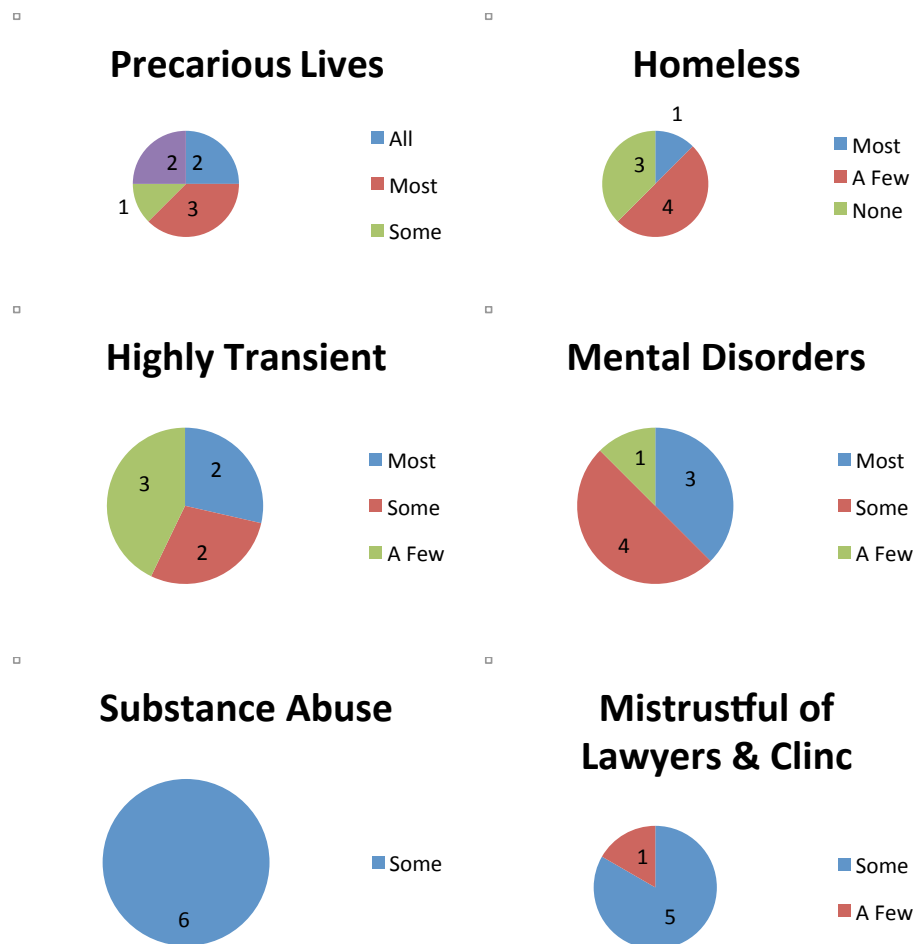 Precarious Lives
2
2
1
3
All
Most
Some
Homeless
1
3
4
Most
A Few
None
Highly Transient
3
2
2
Most
Some
A Few
Mental Disorders
1
3
4
Most
Some
A Few
Substance Abuse
6
Some
Mistrustful of
Lawyers & Clinc
1
5
Some
A Few